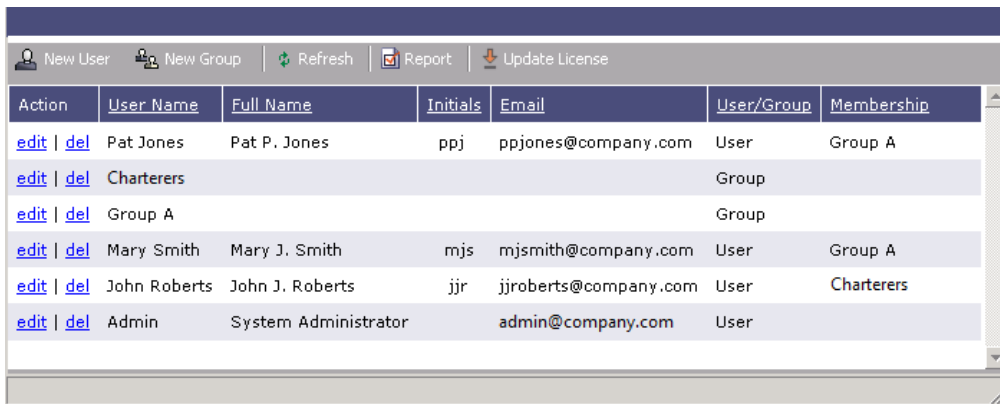 New User New Group Refresh Report Update License
Action User Name Full Name Initials Email User/Group Membership
edit | del Pat Jones Pat P. Jones ppj ppjones@company.com User Group A
edit | del Charterers Group
edit | del Group A Group
edit | del Mary Smith Mary J. Smith mjs mjsmith@company.com User Group A
edit | del John Roberts John J. Roberts jjr jjroberts@company.com User Charterers
edit | del Admin System Administrator admin@company.com User